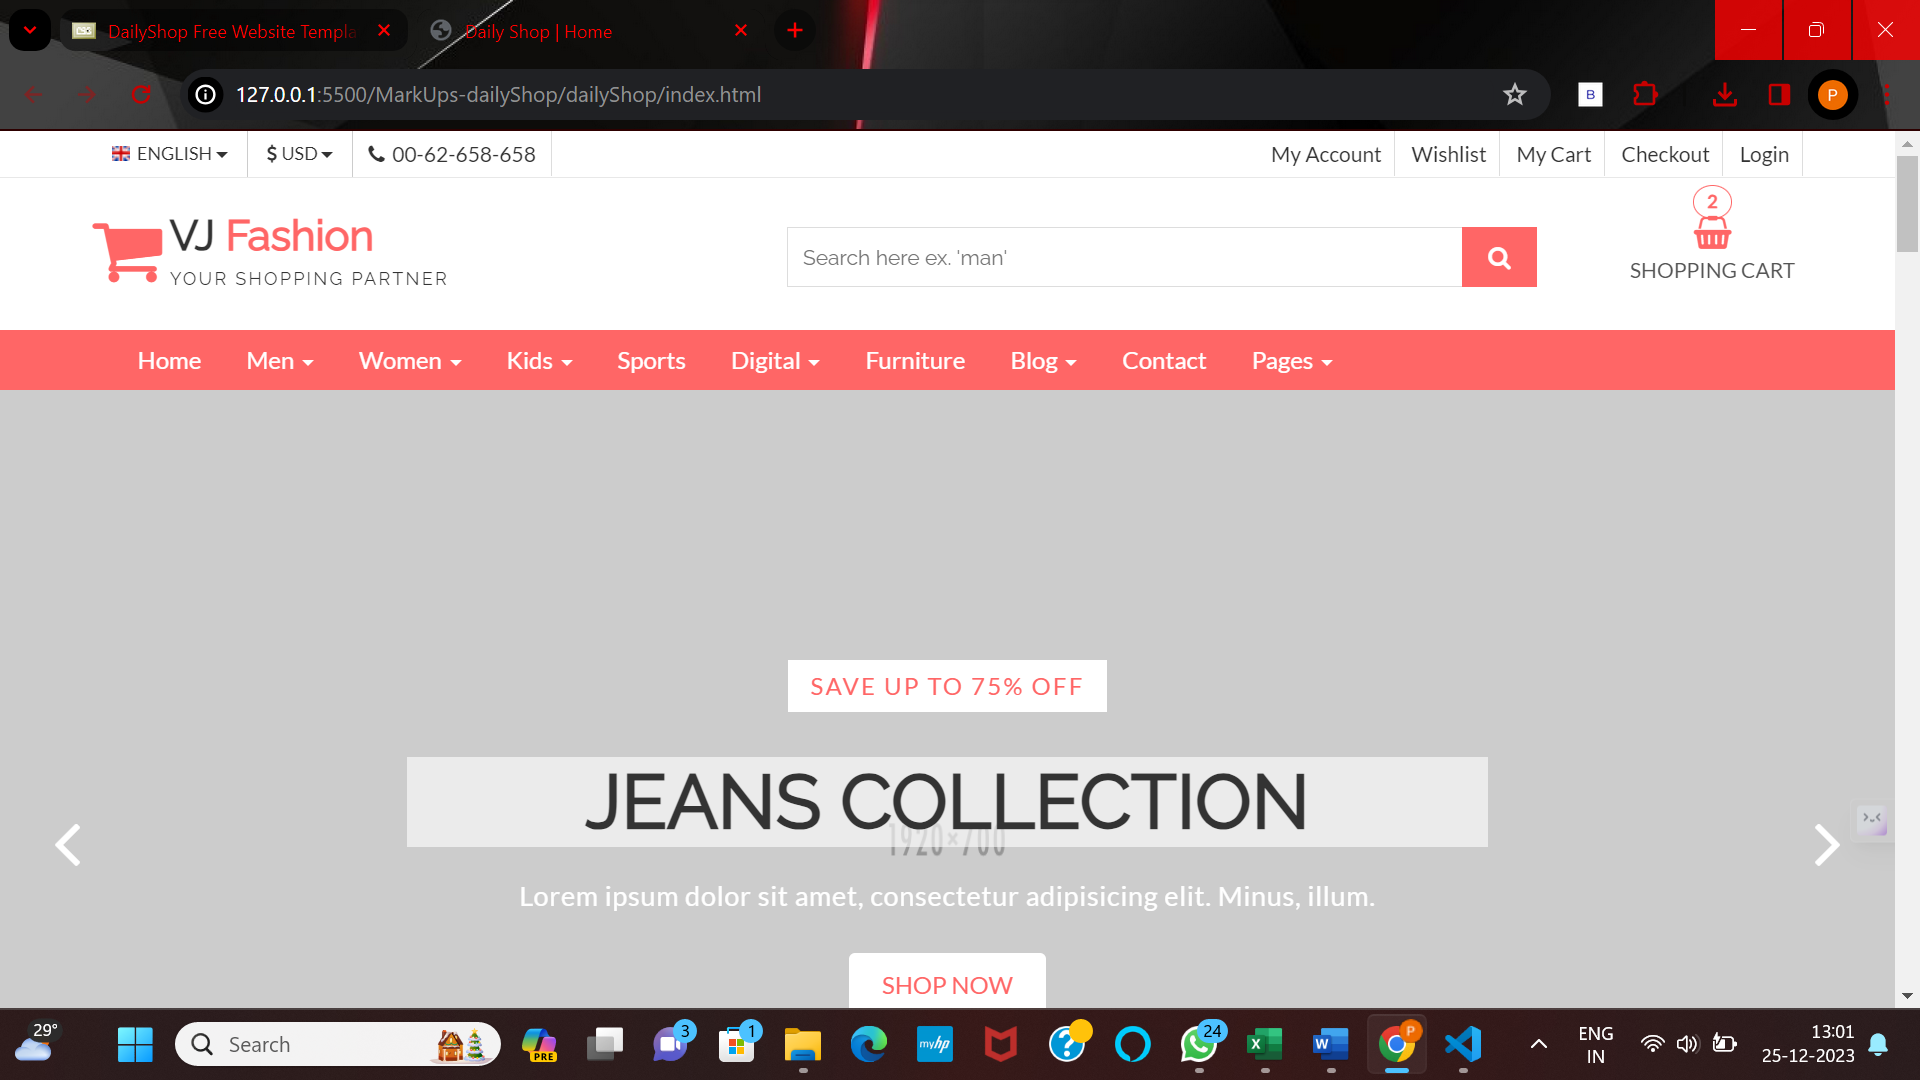 DailyShop Free Website Templa
Daily Shop | Home
127.0.0.1:5500/MarkUps-dailyShop/dailyShop/index.html
B
P
ENGLISH
$ USD
00-62-658-658
My Account
Wishlist
My Cart
Checkout
Login
VJ Fashion
YOUR SHOPPING PARTNER
Search here ex. 'man'
2
SHOPPING CART
Home
Men
Women
Kids
Sports
Digital
Furniture
Blog
Contact
Pages
SAVE UP TO 75% OFF
JEANS COLLECTION
1920×700
Lorem ipsum dolor sit amet, consectetur adipisicing elit. Minus, illum.
SHOP NOW
29°
Search
PRE
3
1
myhp
24
X
W
P
ENG
IN
13:01
25-12-2023